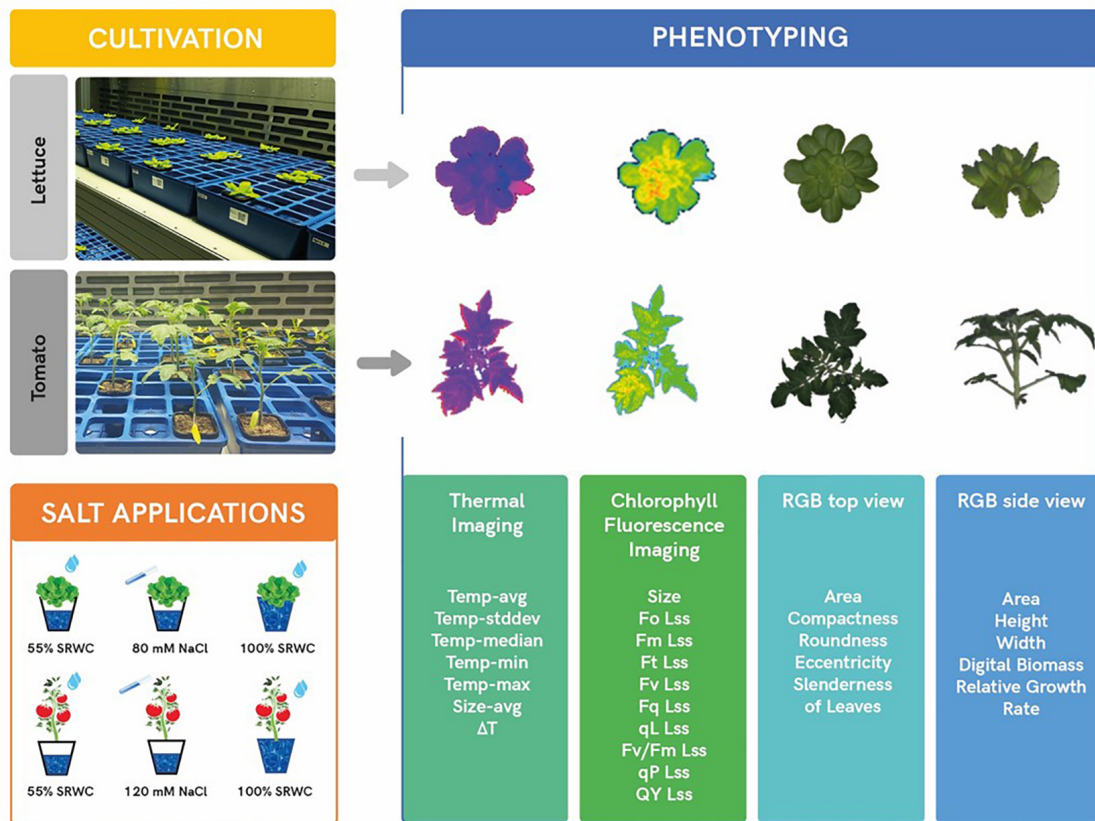 CULTIVATION
Lettuce
Tomato
SALT APPLICATIONS
55% SRWC
80 mM NaCl
100% SRWC
55% SRWC
120 mM NaCl
100% SRWC
PHENOTYPING
Thermal
Imaging
Temp-avg
Temp-stddev
Temp-median
Temp-min
Temp-max
Size-avg
ΔT
Chlorophyll
Fluorescence
Imaging
Size
Fo Lss
Fm Lss
Ft Lss
Fv Lss
Fq Lss
qL Lss
Fv/Fm Lss
qP Lss
QY Lss
RGB top view
Area
Compactness
Roundness
Eccentricity
Slenderness
of Leaves
RGB side view
Area
Height
Width
Digital Biomass
Relative Growth
Rate